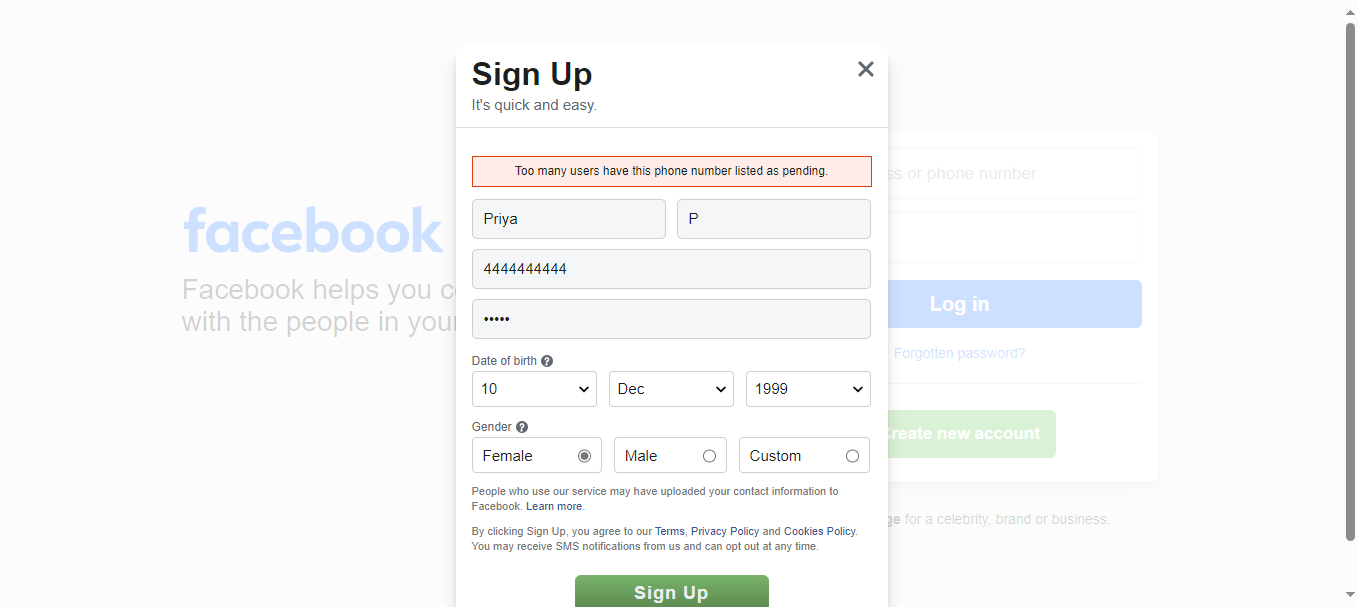 Sign Up
It's quick and easy.
Too many users have this phone number listed as pending.
Priya P
4444444444
•••••
Date of birth ?
10 Dec 1999
Gender ?
Female Male Custom
People who use our service may have uploaded your contact information to
Facebook. Learn more.
By clicking Sign Up, you agree to our Terms, Privacy Policy and Cookies Policy.
You may receive SMS notifications from us and can opt out at any time.
Sign Up
facebook
Facebook helps you
with the people in your
or phone number
Log in
Forgotten password?
Create new account
for a celebrity, brand or business.